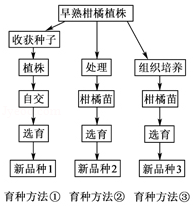 早熟柑橘植株
收获种子
植株 处理 组织培养
自交 柑橘苗 柑橘苗
选育 选育 选育
新品种1 新品种2 新品种3
育种方法① 育种方法② 育种方法③